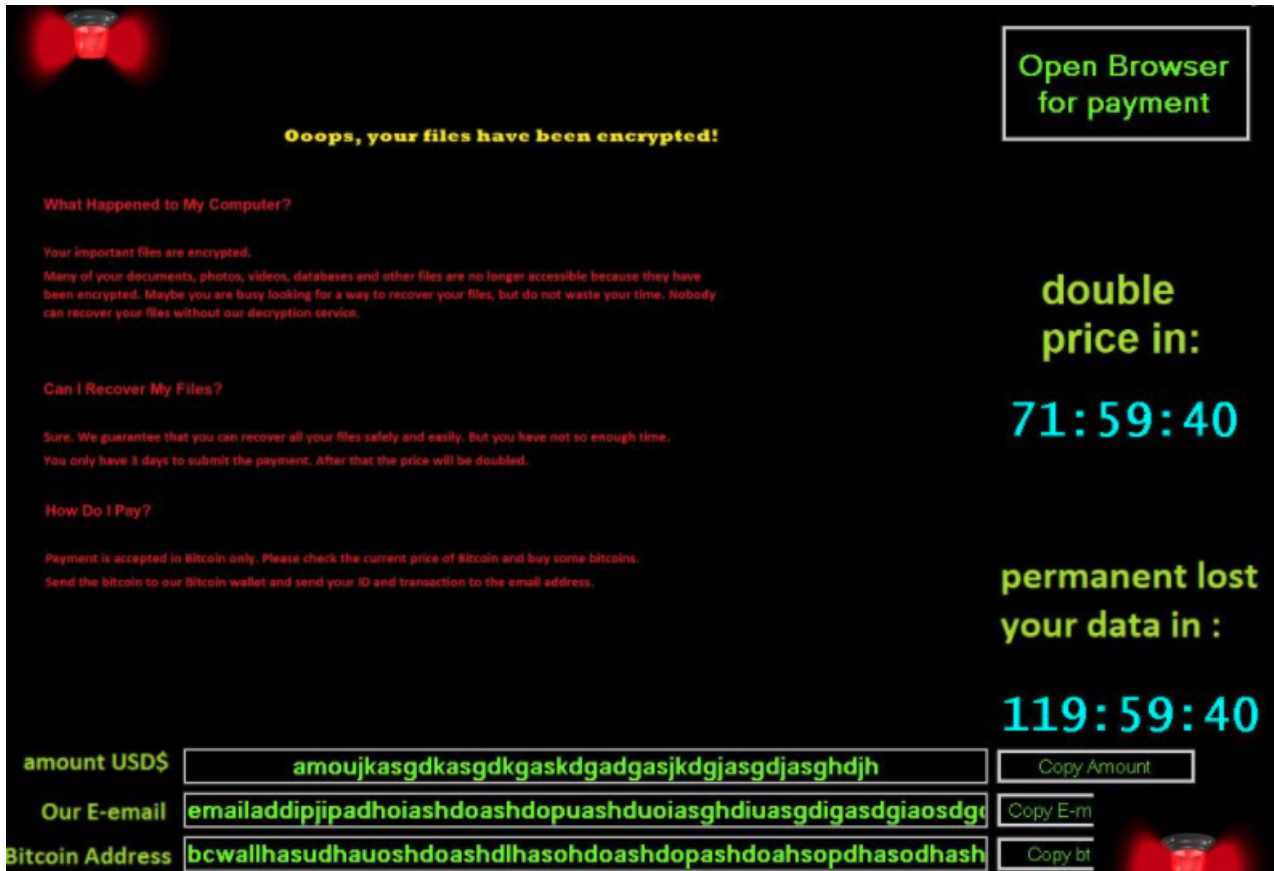 Open Browser
for payment
Ooops, your files have been encrypted!
What Happened to My Computer?
Your important files are encrypted.
Many of your documents, photos, videos, databases and other files are no longer accessible because they have
been encrypted. Maybe you are busy looking for a way to recover your files, but do not waste your time. Nobody
can recover your files without our decryption service.
Can I Recover My Files?
Sure. We guarantee that you can recover all your files safely and easily. But you have not so enough time.
You only have 3 days to submit the payment. After that the price will be doubled.
How Do I Pay?
Payment is accepted in Bitcoin only. Please check the current price of Bitcoin and buy some bitcoins.
Send the bitcoin to our Bitcoin wallet and send your ID and transaction to the email address.
double
price in:
71:59:40
permanent lost
your data in :
119:59:40
amount USD$ amoujkasgdkasgdkgaskdgadgasjkdgjasgdjasghdjh Copy Amount
Our E-email emailaddipjipadhoiashdoashdopuashduoiasghdiuasgdigasdgiaosdg Copy E-m
Bitcoin Address bcwallhasudhauoshdoashdlhasohdoashdopashdoahsopdhasodhash Copy bt